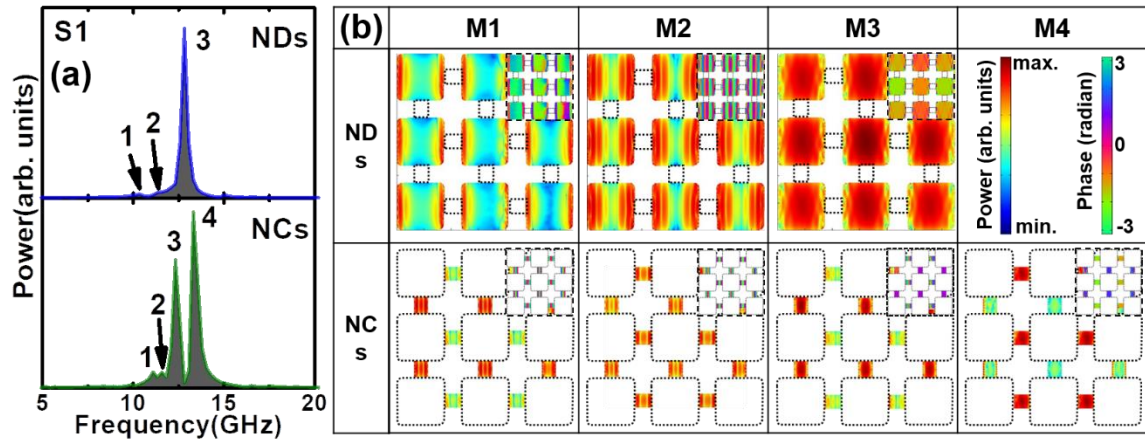 S1
NDs
(a)
3
1
2
NCs
4
3
2
1
Power(arb. units)
5
10
15
20
Frequency(GHz)
(b)
M1
M2
M3
M4
ND
s
NC
s
max.
min.
Power (arb. units)
3
0
-3
Phase (radian)